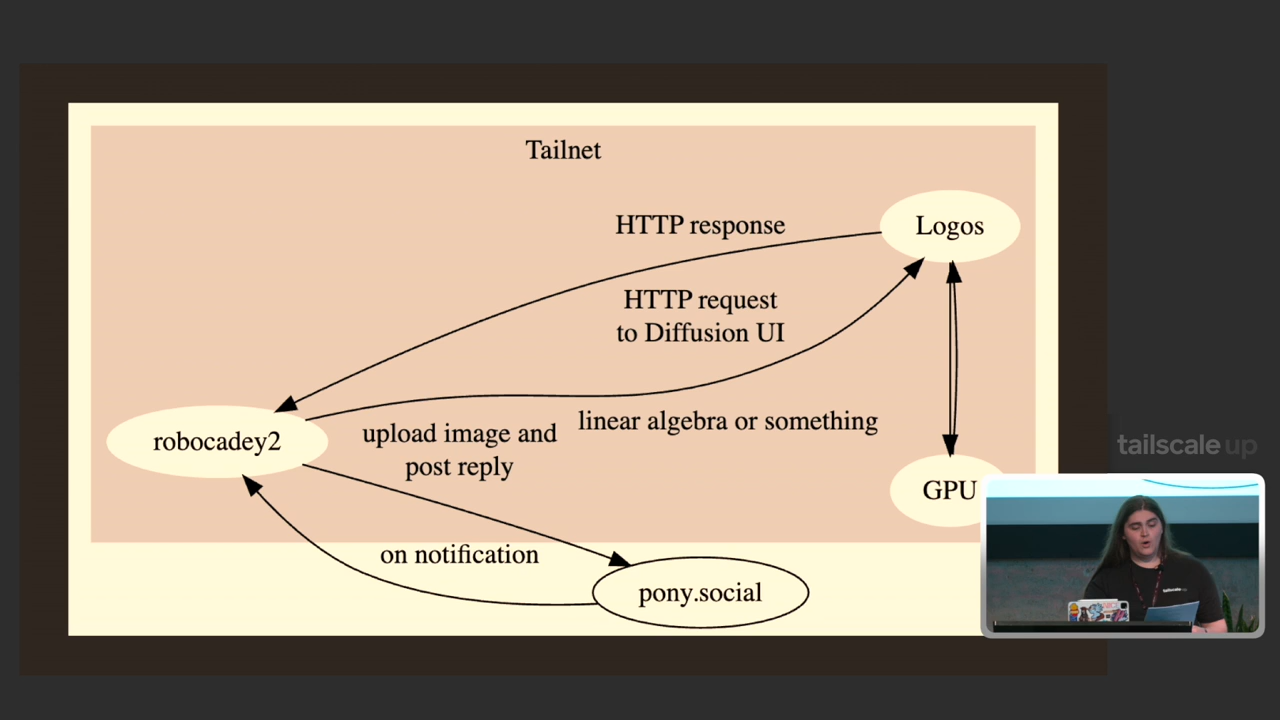 Tailnet
HTTP response
Logos
HTTP request
to Diffusion UI
linear algebra or something
robocadey2
upload image and
post reply
tailscale up
GPU
on notification
pony.social
tailscale